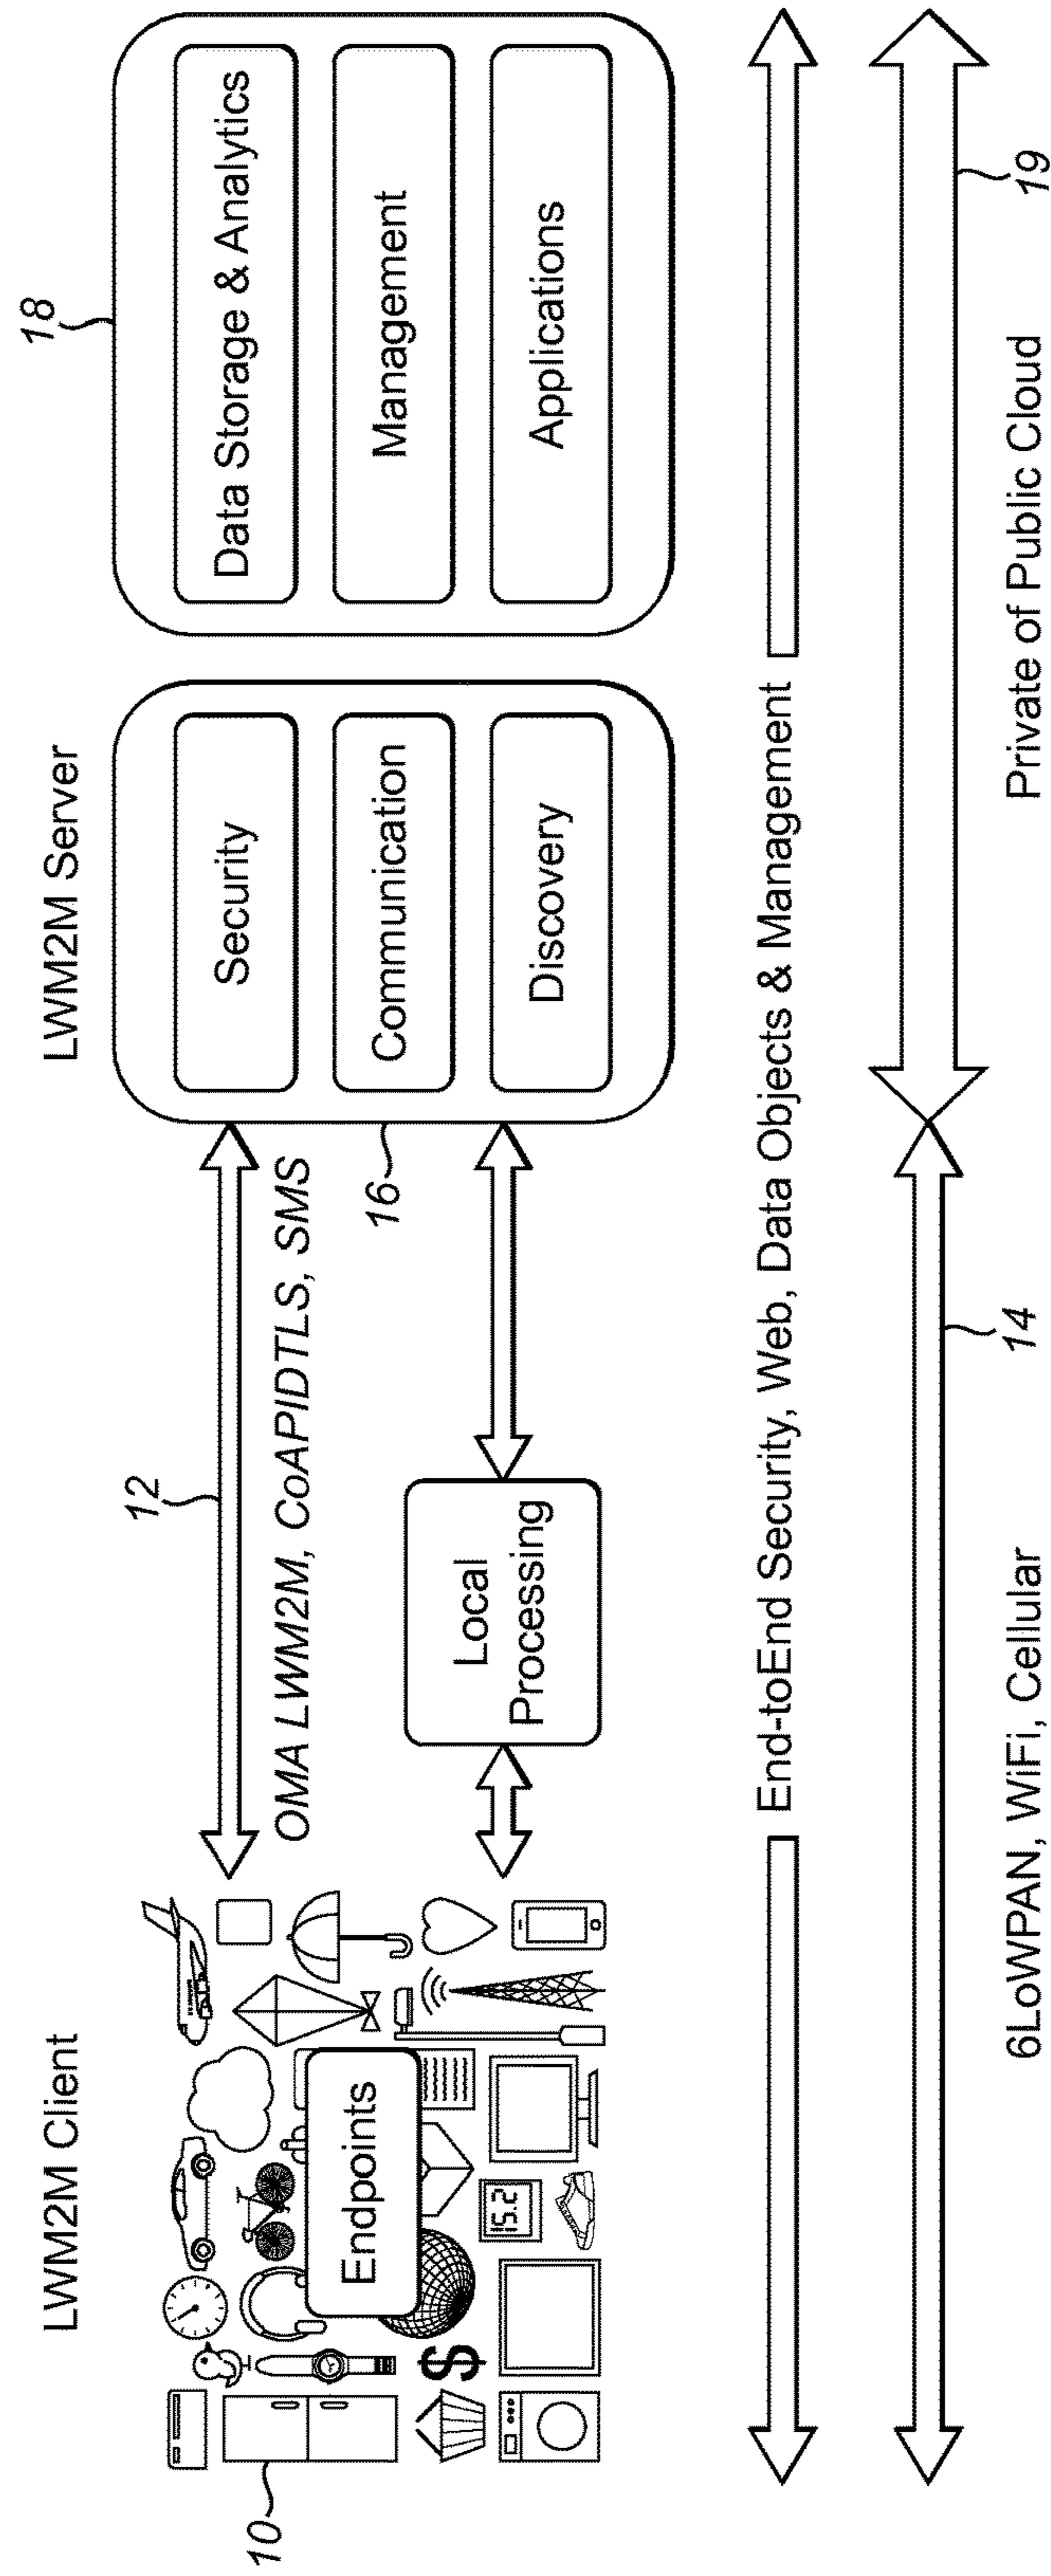 LWM2M Client
LWM2M Server
18
12
10
Endpoints
15.2
$
OMA LWM2M, CoAPIDTLS, SMS
Local
Processing
16
Security
Communication
Discovery
Data Storage & Analytics
Management
Applications
End-toEnd Security, Web, Data Objects & Management
14
19
6LoWPAN, WiFi, Cellular
Private of Public Cloud